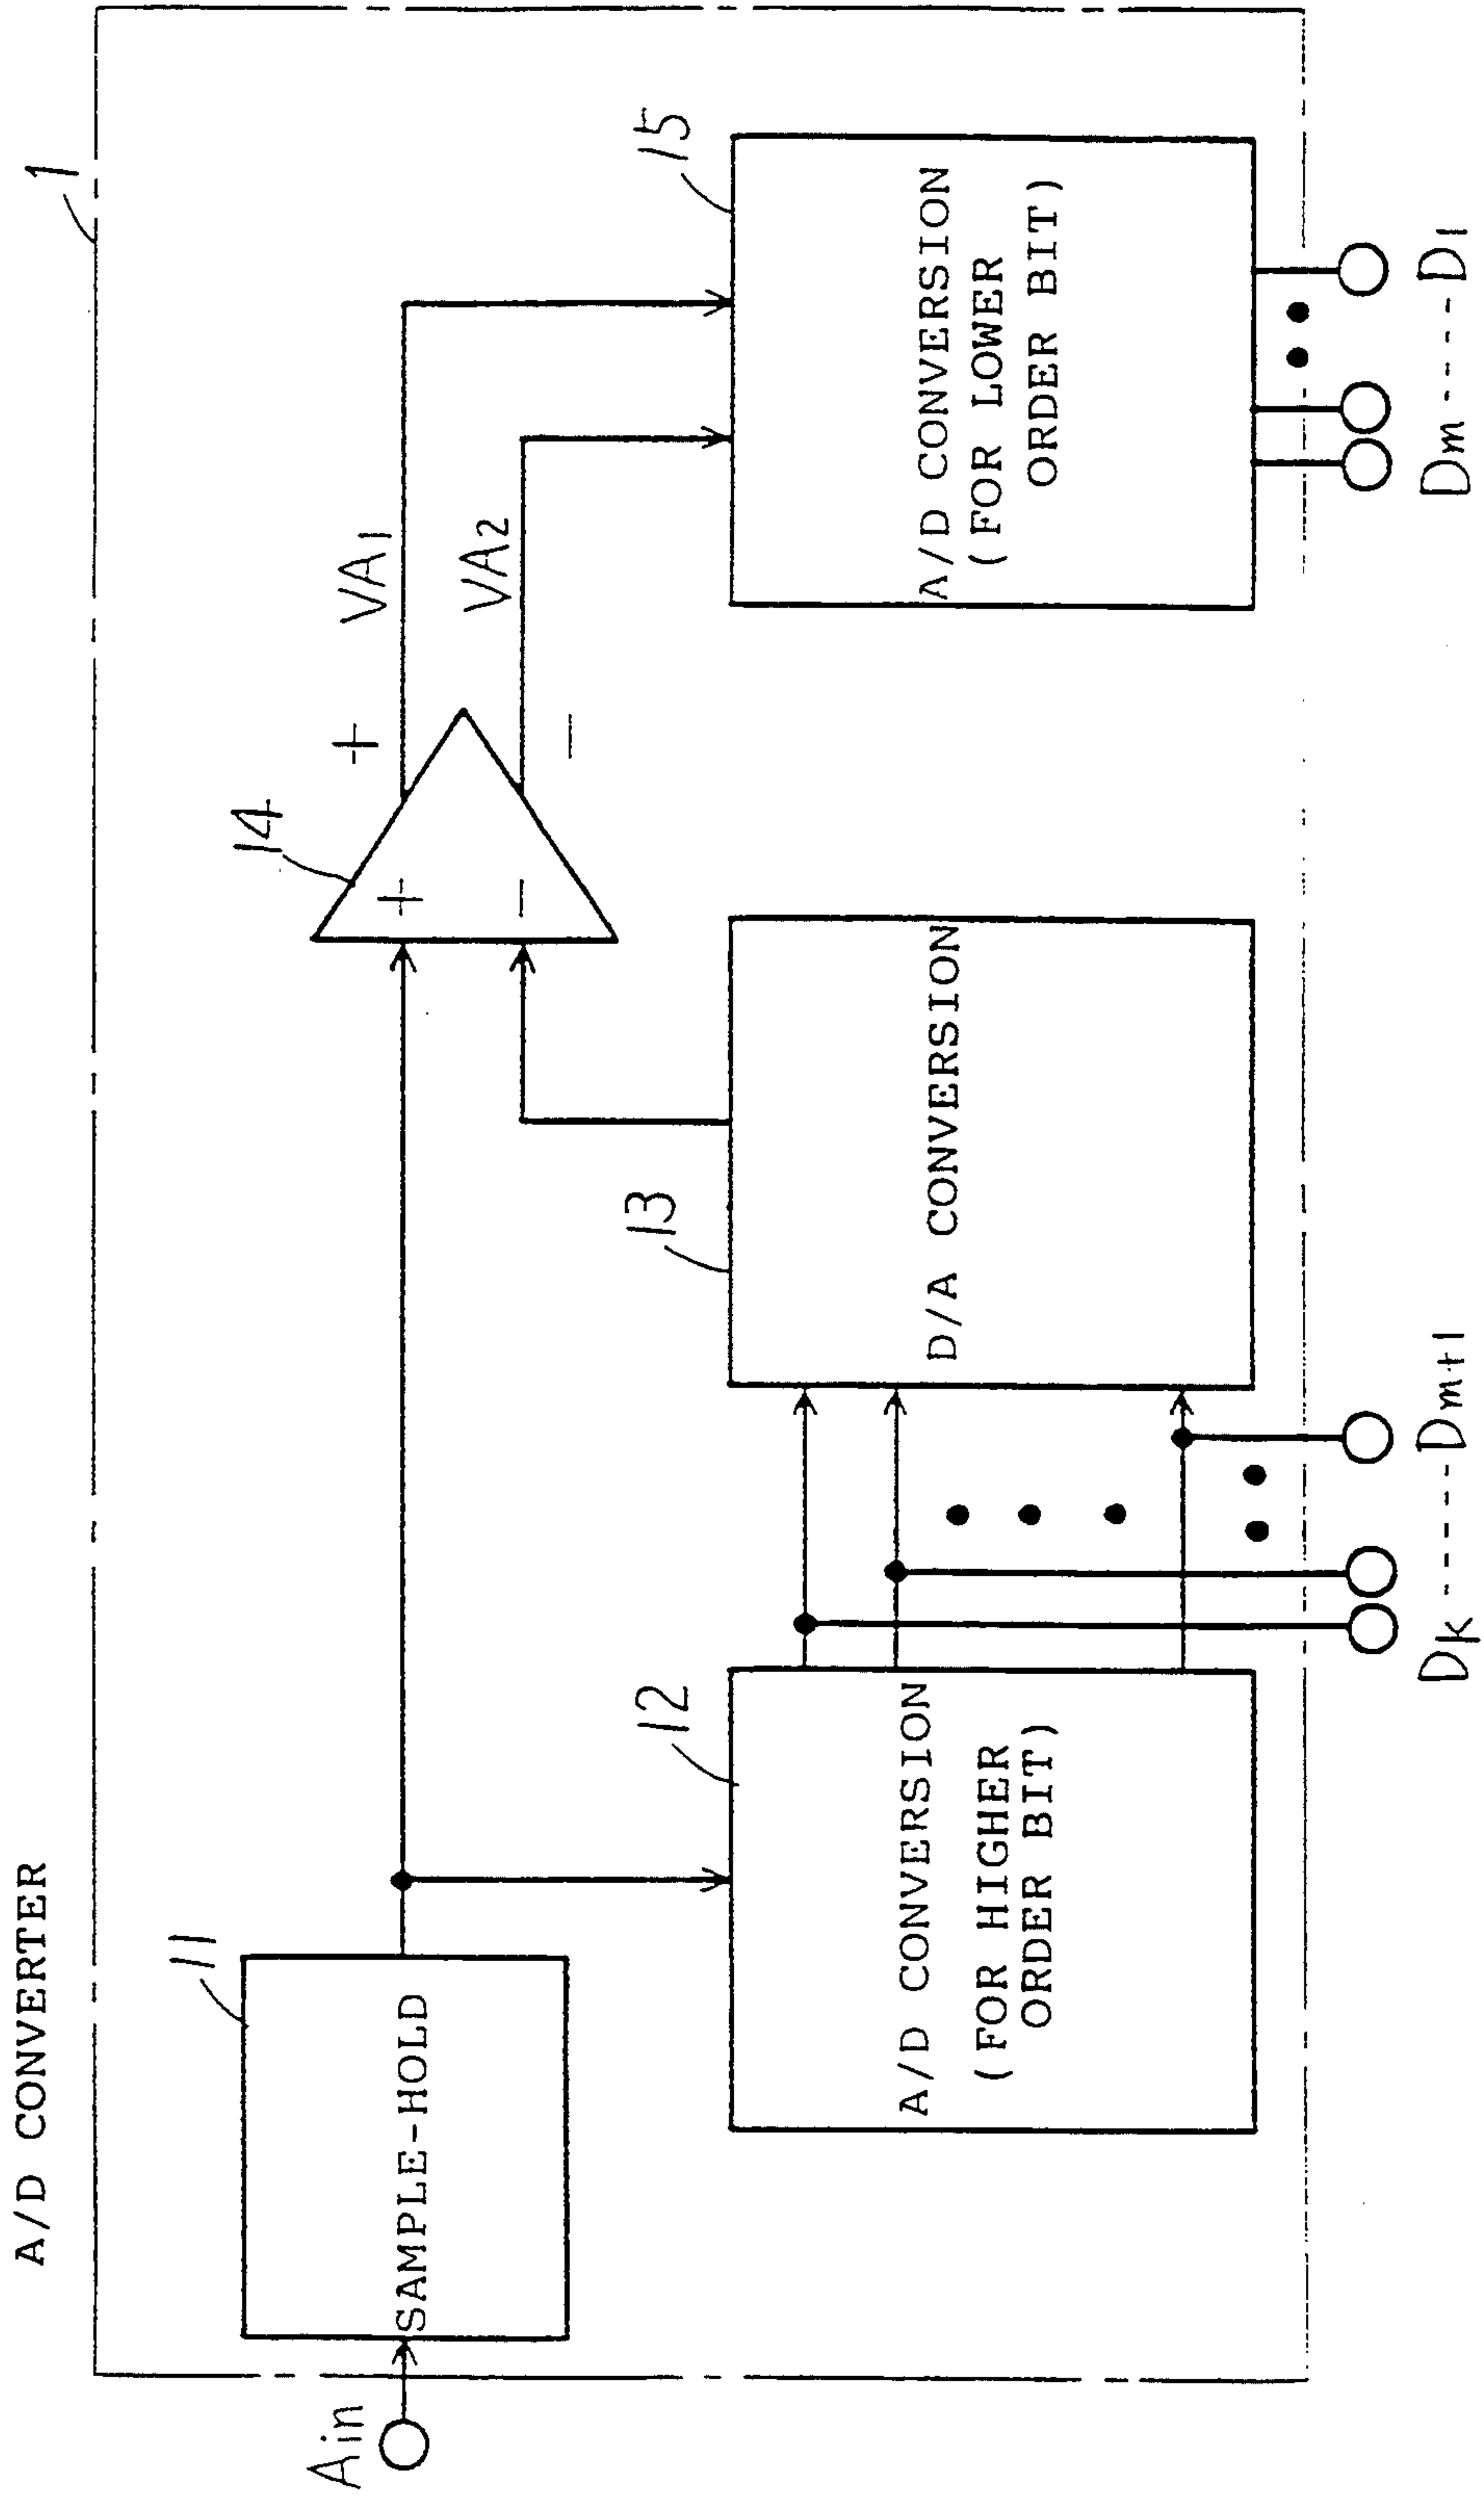 A/D CONVERTER
1
Ain
11
SAMPLE-HOLD
14
+
−
+
−
VA1
VA2
12
A/D CONVERSION
(FOR HIGHER
ORDER BIT)
13
D/A CONVERSION
15
A/D CONVERSION
(FOR LOWER
ORDER BIT)
Dk-----Dm+1
Dm----D1